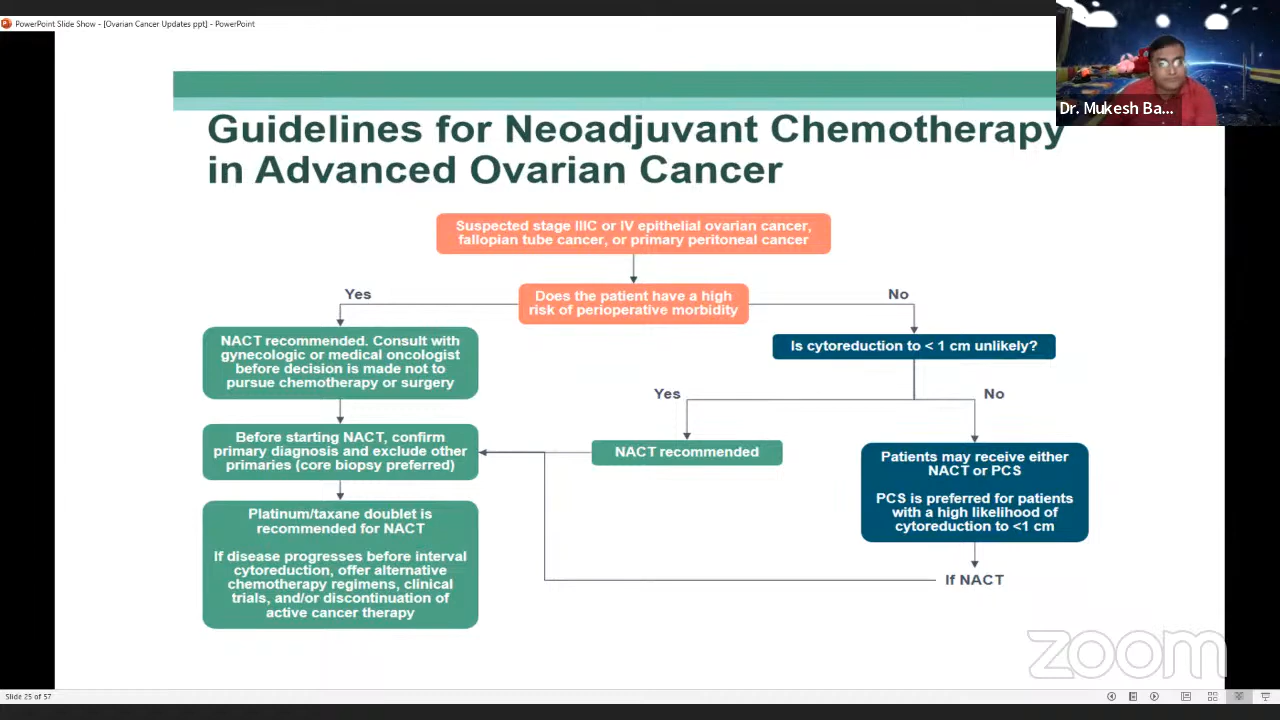 PowerPoint Slide Show - [Ovarian Cancer Updates ppt] - PowerPoint
Dr. Mukesh Ba...
Guidelines for Neoadjuvant Chemotherapy
in Advanced Ovarian Cancer
Suspected stage IIIC or IV epithelial ovarian cancer,
fallopian tube cancer, or primary peritoneal cancer
Yes
Does the patient have a high
risk of perioperative morbidity
No
NACT recommended. Consult with
gynecologic or medical oncologist
before decision is made not to
pursue chemotherapy or surgery
Is cytoreduction to < 1 cm unlikely?
Yes
No
Before starting NACT, confirm
primary diagnosis and exclude other
primaries (core biopsy preferred)
NACT recommended
Patients may receive either
NACT or PCS
PCS is preferred for patients
with a high likelihood of
cytoreduction to <1 cm
Platinum/taxane doublet is
recommended for NACT
If disease progresses before interval
cytoreduction, offer alternative
chemotherapy regimens, clinical
trials, and/or discontinuation of
active cancer therapy
If NACT
zoom
Slide 25 of 57